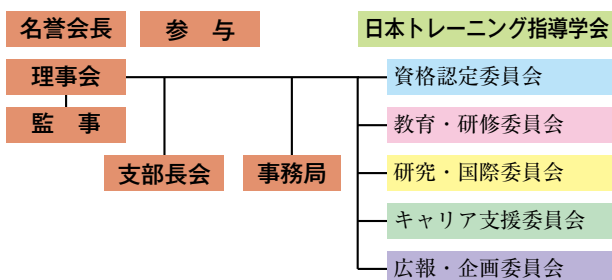 名誉会長
参　与
日本トレーニング指導学会
理事会
資格認定委員会
監　事
教育・研修委員会
支部長会
事務局
研究・国際委員会
キャリア支援委員会
広報・企画委員会